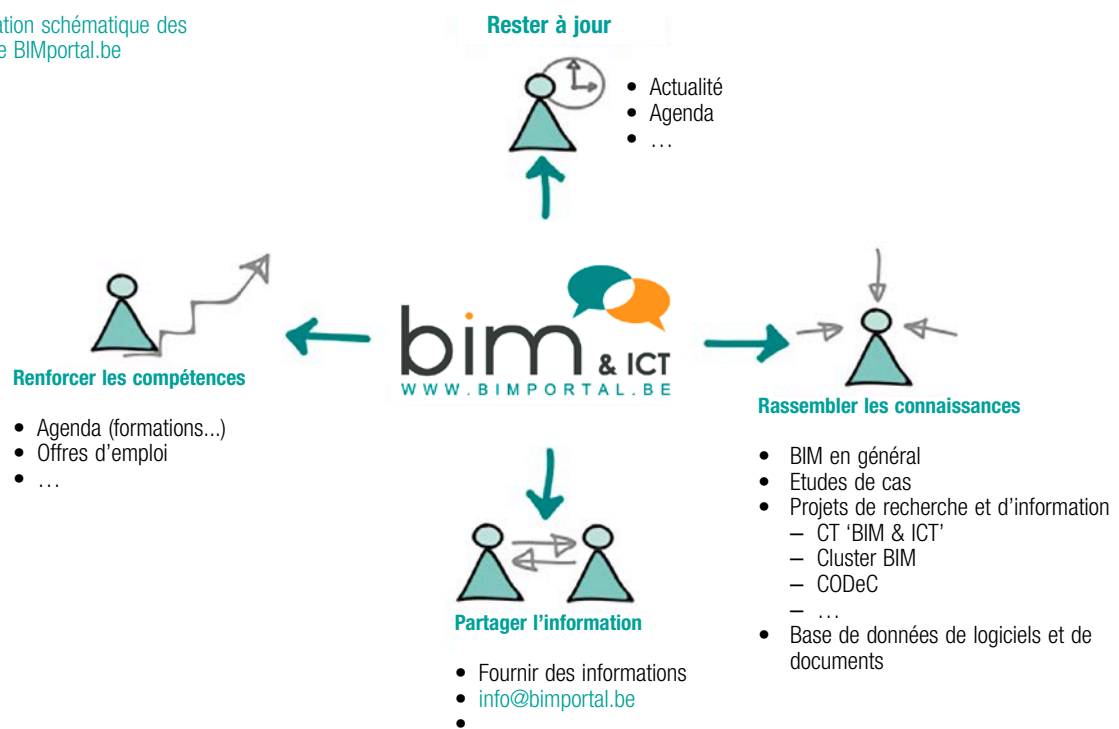 ation schématique des
e BIMportal.be
Rester à jour
• Actualité
• Agenda
• …
bim
& ICT
WWW.BIMPORTAL.BE
Renforcer les compétences
• Agenda (formations...)
• Offres d'emploi
• …
Rassembler les connaissances
• BIM en général
• Etudes de cas
• Projets de recherche et d'information
– CT 'BIM & ICT'
– Cluster BIM
– CODeC
– …
• Base de données de logiciels et de
documents
Partager l'information
• Fournir des informations
• info@bimportal.be
•